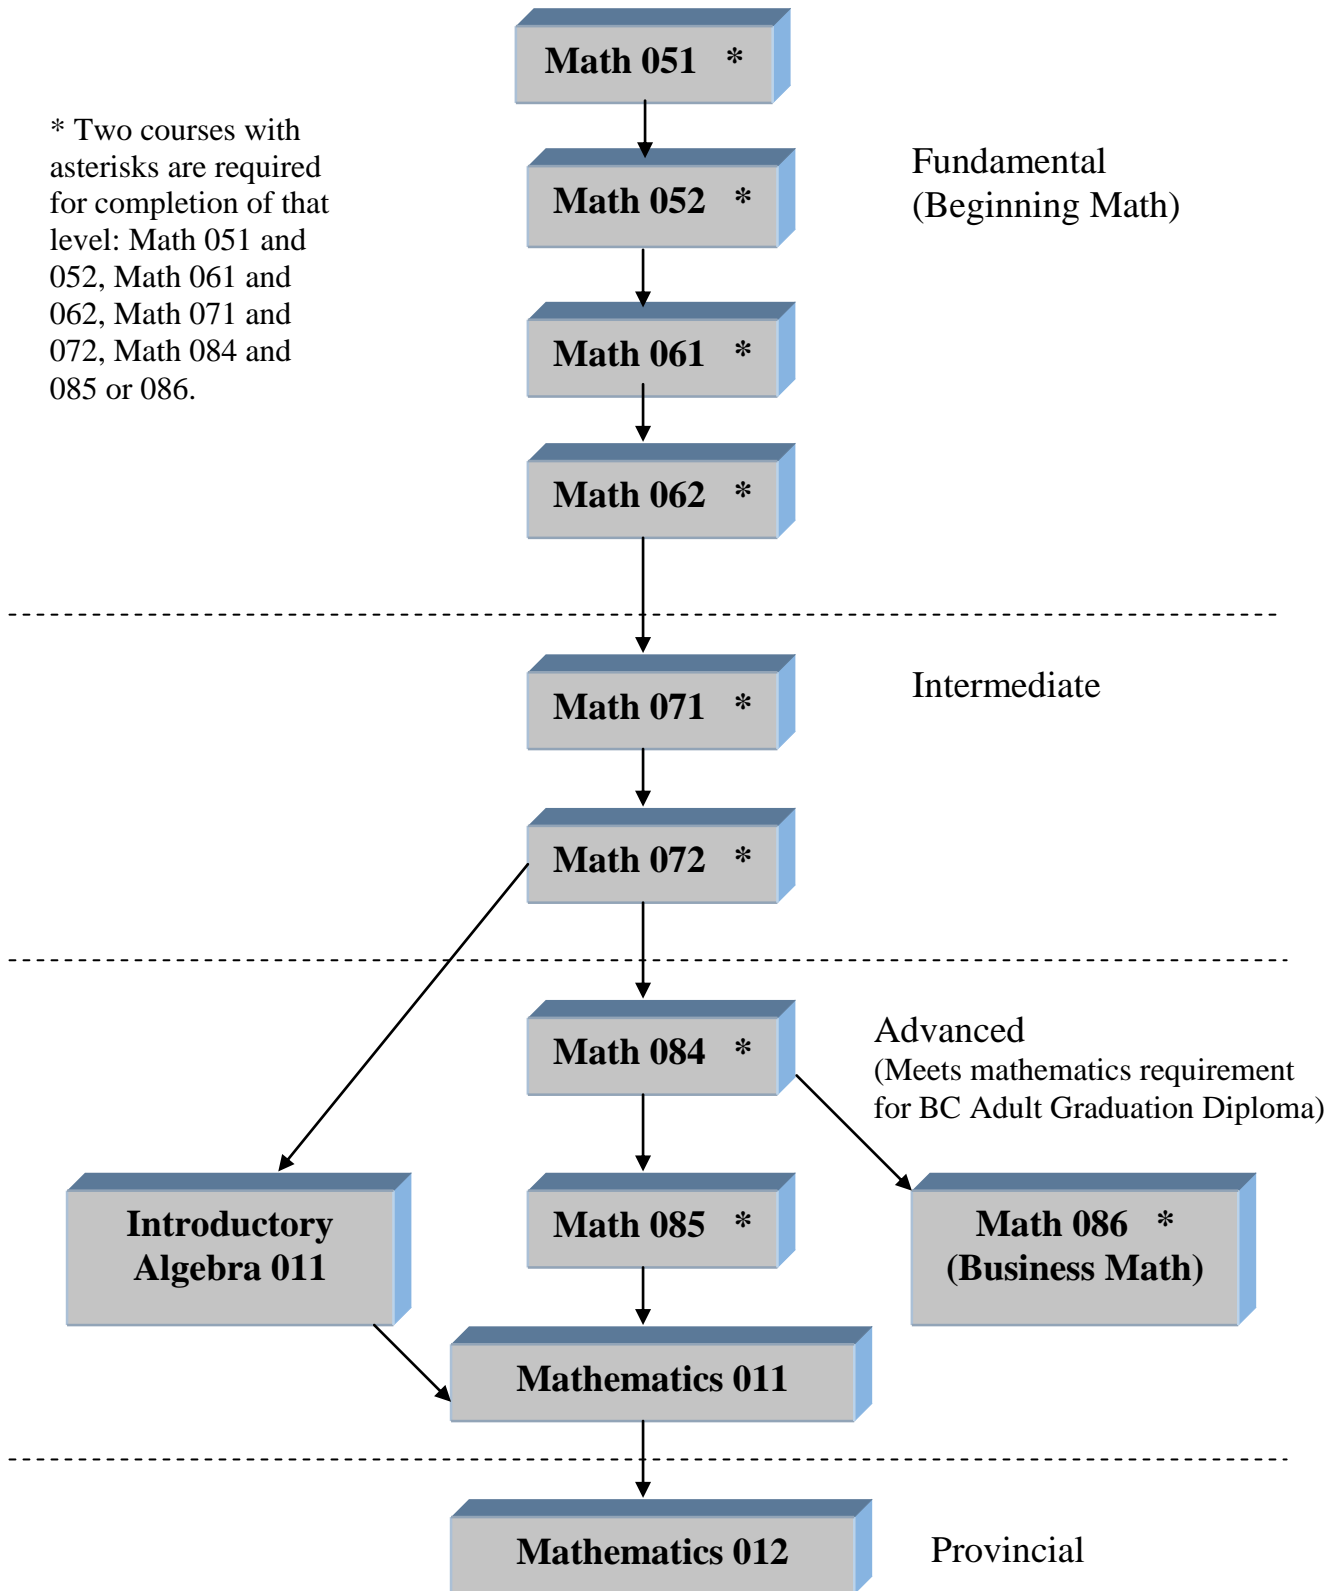 Math 051 *
* Two courses with
asterisks are required
for completion of that
level: Math 051 and
052, Math 061 and
062, Math 071 and
072, Math 084 and
085 or 086.
Math 052 *
Fundamental
(Beginning Math)
Math 061 *
Math 062 *
Math 071 *
Intermediate
Math 072 *
Math 084 *
Advanced
(Meets mathematics requirement
for BC Adult Graduation Diploma)
Introductory
Algebra 011
Math 085 *
Math 086 *
(Business Math)
Mathematics 011
Mathematics 012
Provincial